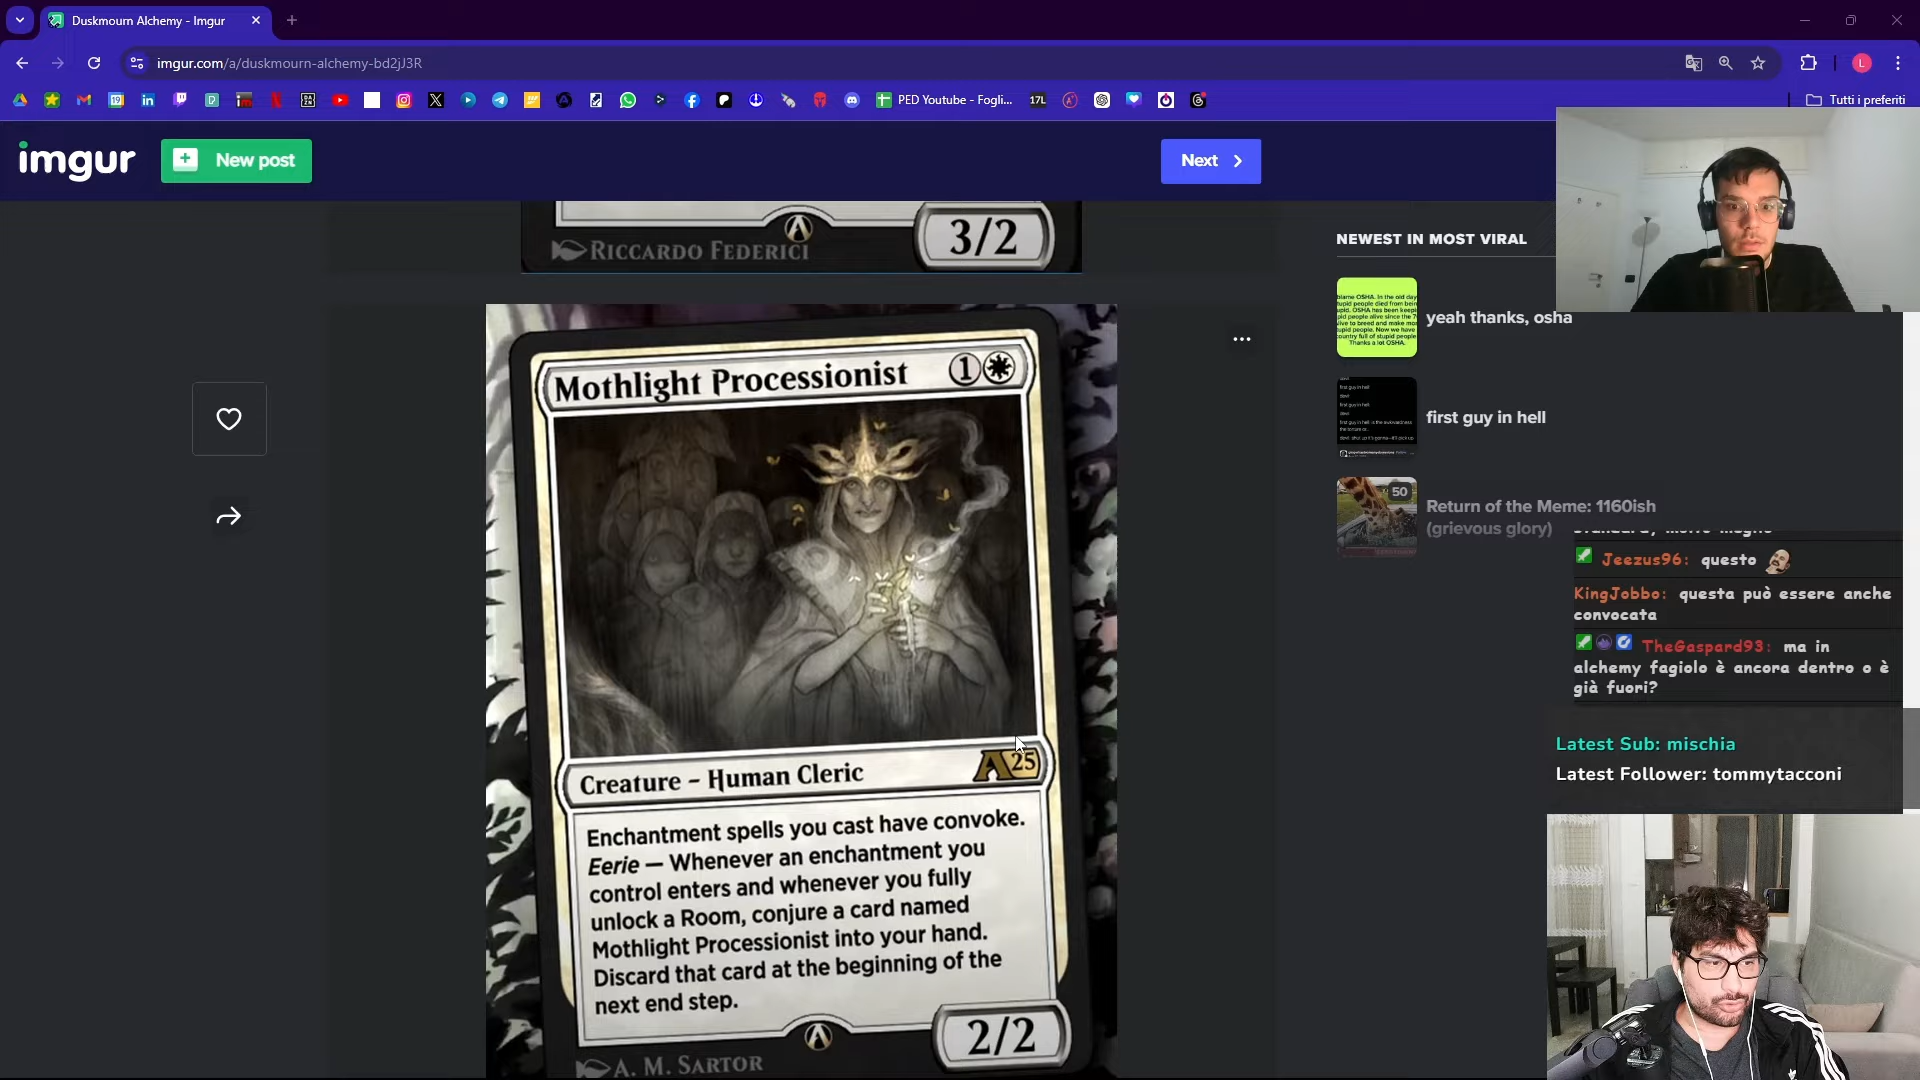 Duskmourn Alchemy - Imgur
imgur.com/a/duskmourn-alchemy-bd2jJ3R
L
19
PED Youtube - Fogli...
17L
Tutti i preferiti
imgur
New post
Next
RICCARDO FEDERICI
3/2
Mothlight Processionist
1
Creature – Human Cleric
A25
Enchantment spells you cast have convoke.
Eerie — Whenever an enchantment you
control enters and whenever you fully
unlock a Room, conjure a card named
Mothlight Processionist into your hand.
Discard that card at the beginning of the
next end step.
2/2
A. M. SARTOR
NEWEST IN MOST VIRAL
yeah thanks, osha
first guy in hell
50
Return of the Meme: 1160ish
(grievous glory)
Jeezus96: questo
KingJobbo: questa può essere anche
convocata
TheGaspard93: ma in
alchemy fagiolo è ancora dentro o è
già fuori?
Latest Sub: mischia
Latest Follower: tommytacconi